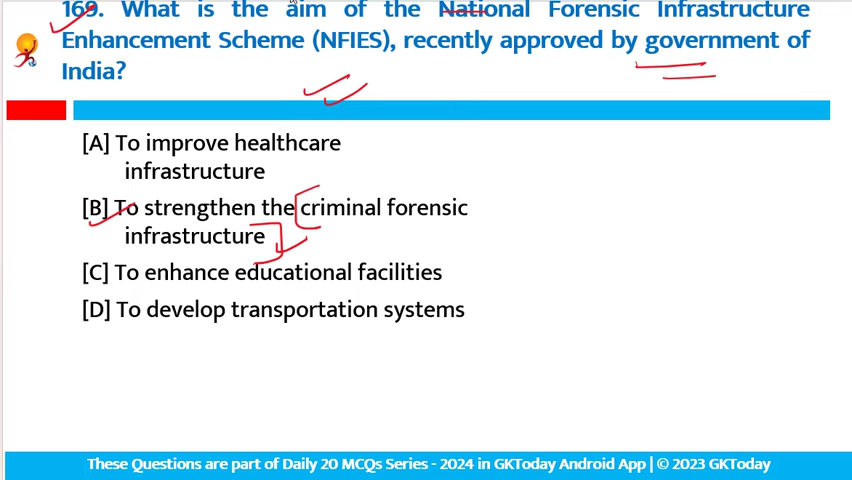 169. What is the aim of the National Forensic Infrastructure
Enhancement Scheme (NFIES), recently approved by government of
India?
[A] To improve healthcare
infrastructure
[B] To strengthen the criminal forensic
infrastructure
[C] To enhance educational facilities
[D] To develop transportation systems
These Questions are part of Daily 20 MCQs Series - 2024 in GKToday Android App | © 2023 GKToday